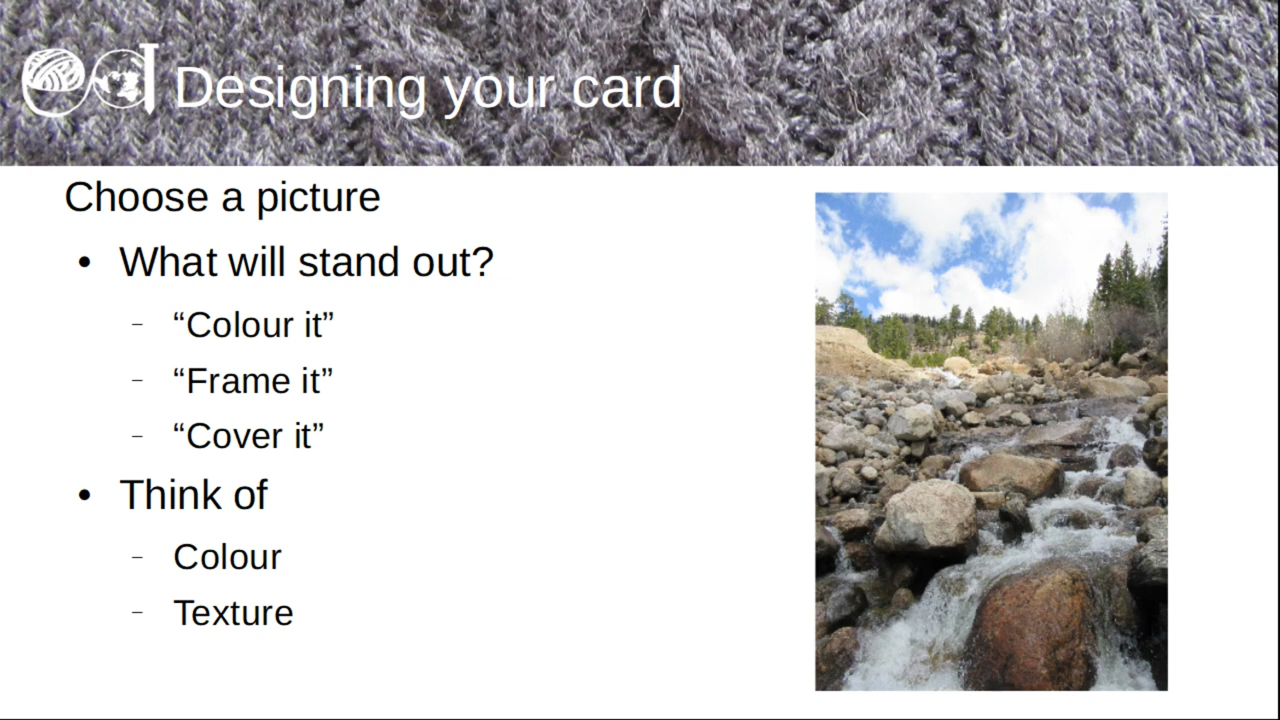 Designing your card
Choose a picture
• What will stand out?
– “Colour it”
– “Frame it”
– “Cover it”
• Think of
– Colour
– Texture